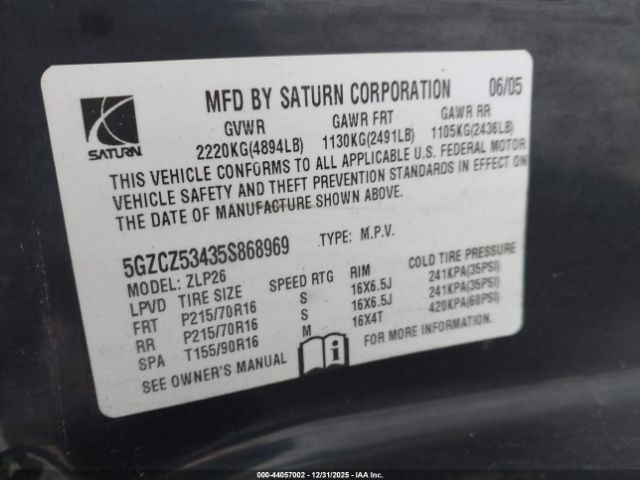 MFD BY SATURN CORPORATION 06/05
GVWR GAWR FRT GAWR RR
2220KG(4894LB) 1130KG(2491LB) 1105KG(2436LB)
SATURN
THIS VEHICLE CONFORMS TO ALL APPLICABLE U.S. FEDERAL MOTOR
VEHICLE SAFETY AND THEFT PREVENTION STANDARDS IN EFFECT ON
THE DATE OF MANUFACTURE SHOWN ABOVE.
5GZCZ53435S868969 TYPE: M.P.V.
MODEL: ZLP26
LPVD TIRE SIZE SPEED RTG RIM COLD TIRE PRESSURE
FRT P215/70R16 S 16X6.5J 241KPA(35PSI)
RR P215/70R16 S 16X6.5J 241KPA(35PSI)
SPA T155/90R16 M 16X4T 420KPA(60PSI)
SEE OWNER'S MANUAL FOR MORE INFORMATION.
000-44057002 - 12/31/2025 - IAAI Inc.